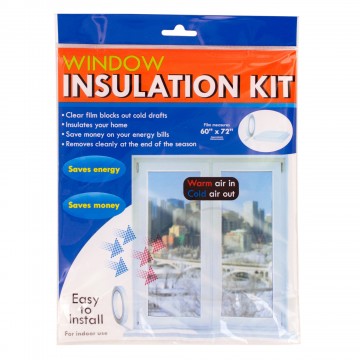 WINDOW
INSULATION KIT
• Clear film blocks out cold drafts
• Insulates your home
• Save money on your energy bills
• Removes cleanly at the end of the season
Film measures
60" x 72"
Saves energy
Saves money
Warm air in
Cold air out
Easy
to
Install
For indoor use